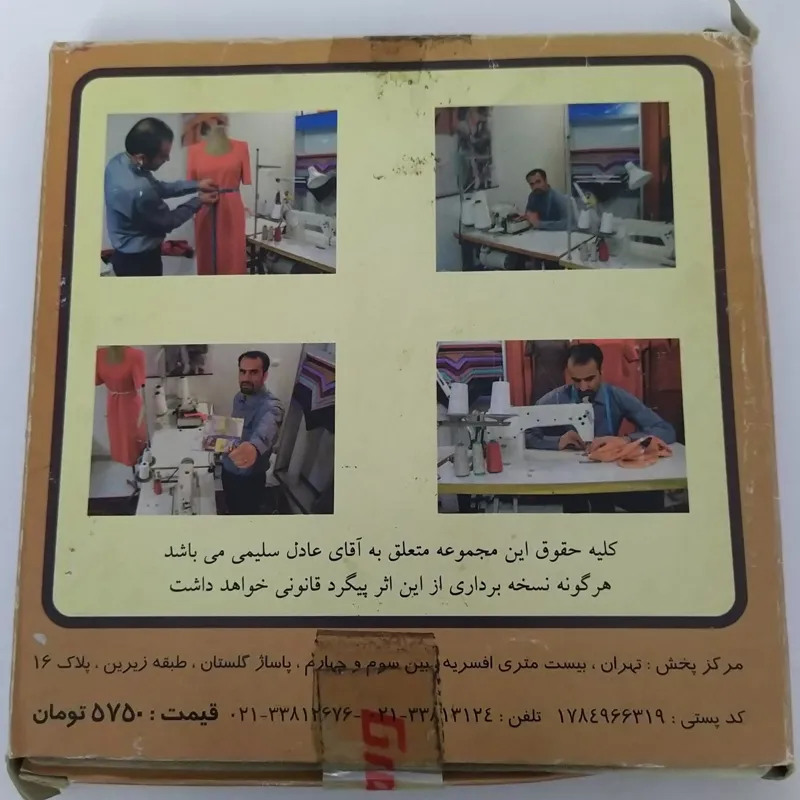 کلیه حقوق این مجموعه متعلق به آقای عادل سلیمی می باشد
هرگونه نسخه برداری از این اثر پیگرد قانونی خواهد داشت
مرکز پخش : تهران ، بیست متری افسریه ، بین سوم و چهارم ، پاساژ گلستان ، طبقه زیرین ، پلاک ۱۶
کد پستی : ۱۷۸٤۹۶۶۳۱۹ تلفن : ۳۳۸۱۳۱۲٤-۰۲۱ - ۳۳۸۱۲۶۷۶-۰۲۱ قیمت : ۵۷۵۰ تومان